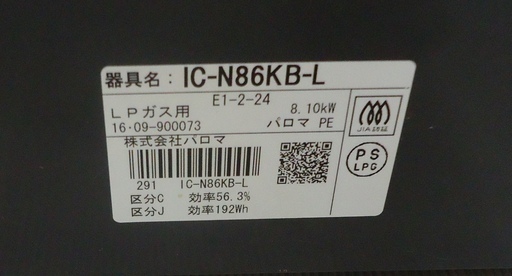 器具名：IC-N86KB-L
E1-2-24
LPガス用 8.10kW
16・09-900073 パロマ PE
株式会社パロマ
JIA認証
PS
LPG
291 IC-N86KB-L
区分C 効率56.3%
区分J 効率192Wh